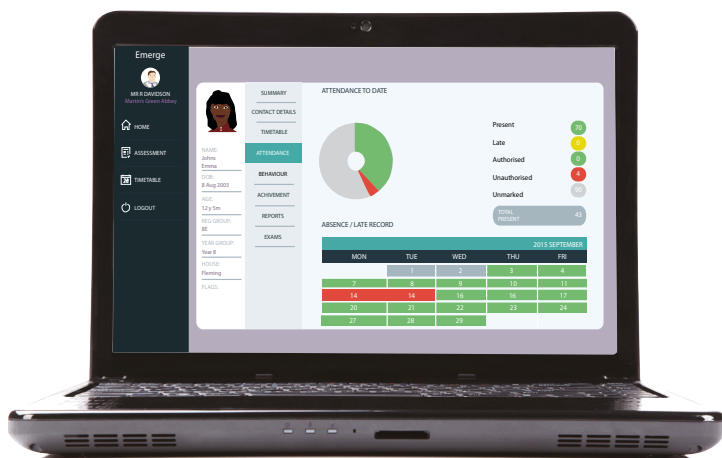 Emerge
MR R DAVIDSON
Martin's Green Abbey
HOME
ASSESSMENT
28 TIMETABLE
LOGOUT
NAME:
Johns
Emma
DOB:
8 Aug 2003
AGE:
12 y 5m
REG GROUP:
8E
YEAR GROUP:
Year 8
HOUSE:
Fleming
FLAGS:
SUMMARY
CONTACT DETAILS
TIMETABLE
ATTENDANCE
BEHAVIOUR
ACHIVEMENT
REPORTS
EXAMS
ATTENDANCE TO DATE
Present 70
Late 0
Authorised 0
Unauthorised 4
Unmarked 90
TOTAL
PRESENT 43
ABSENCE / LATE RECORD
2015 SEPTEMBER
MON TUE WED THU FRI
1 2 3 4
7 8 9 10 11
14 14 16 16 17
20 21 22 23 24
27 28 29